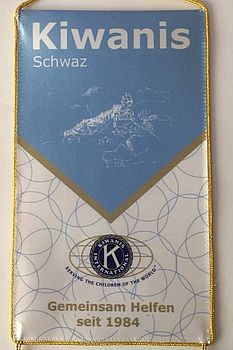 Kiwanis
Schwaz
KIWANIS
K
INTERNATIONAL
SERVING THE CHILDREN OF THE WORLD
Gemeinsam Helfen
seit 1984